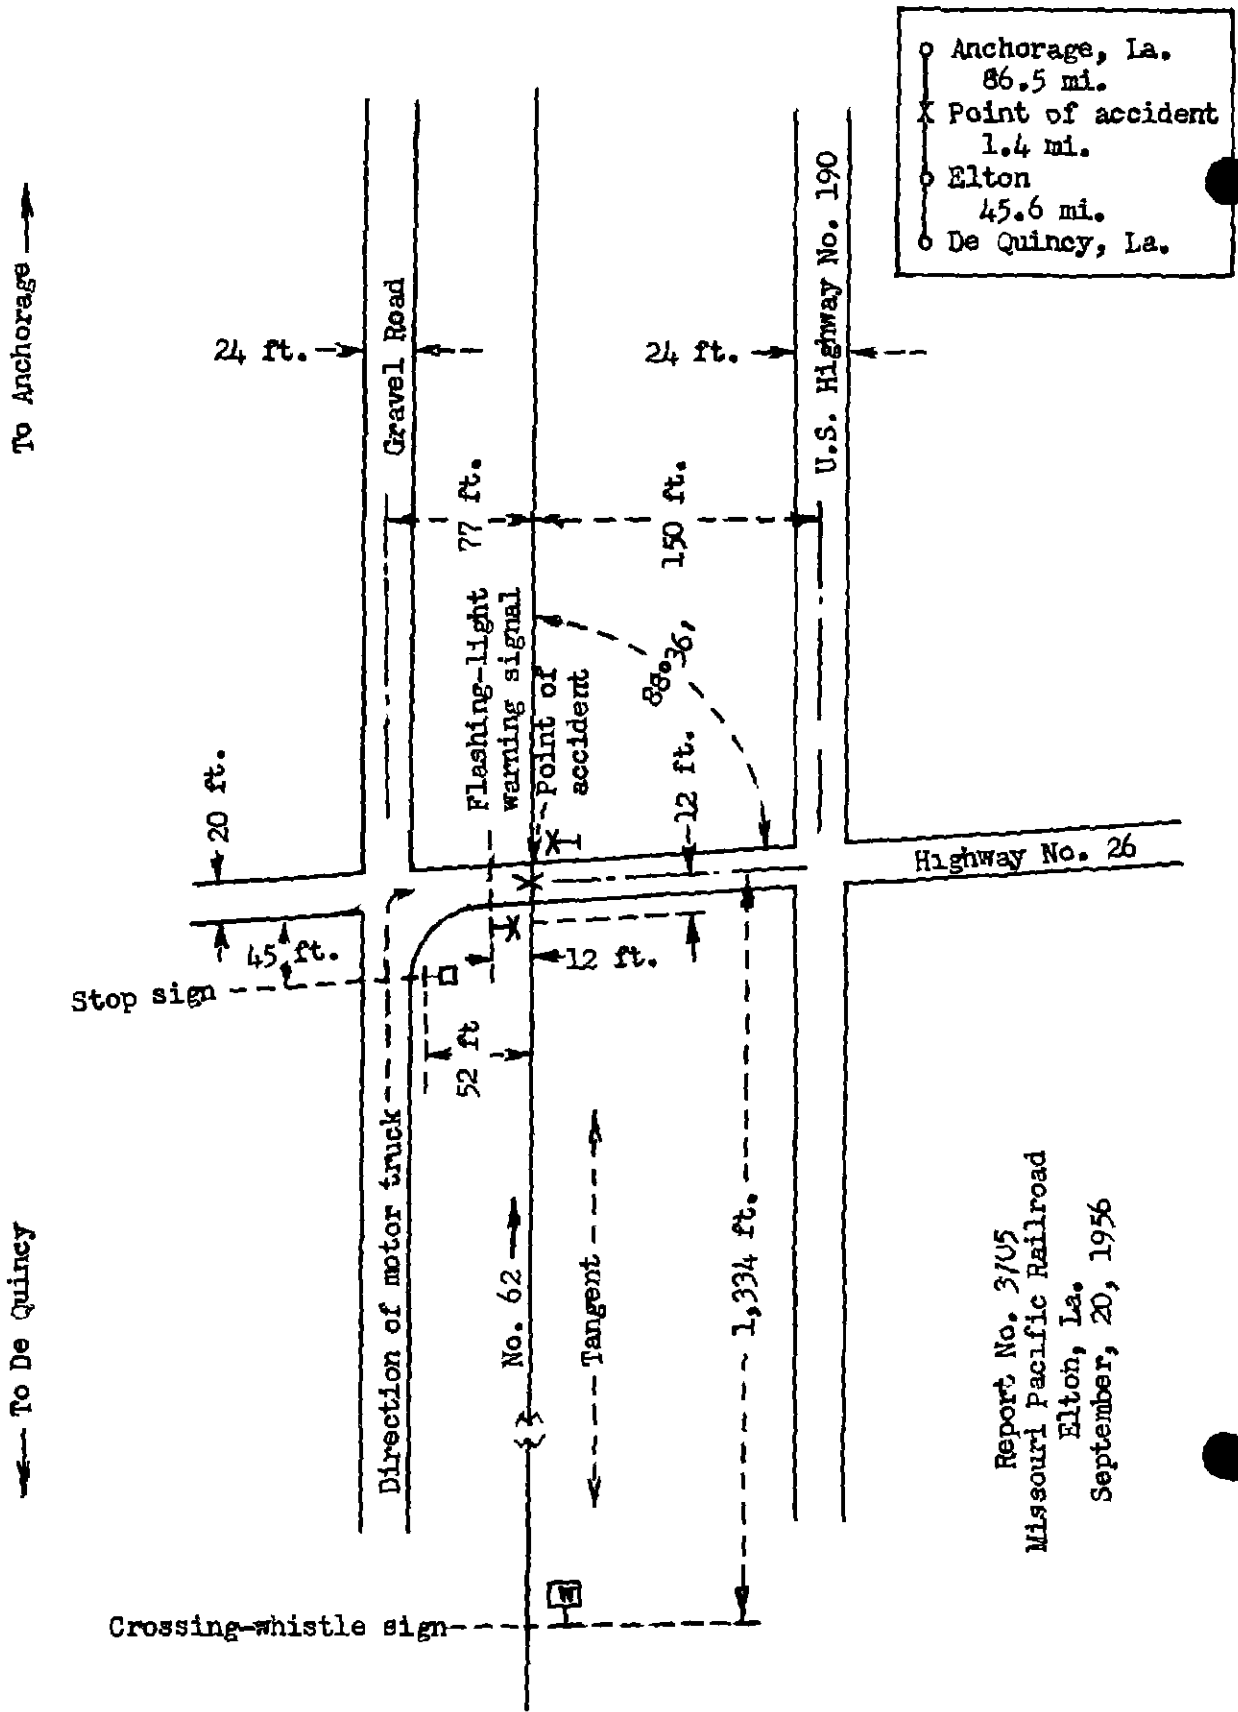 Anchorage, La.
86.5 mi.
Point of accident
1.4 mi.
Elton
45.6 mi.
De Quincy, La.
To Anchorage
24 ft.
Gravel Road
24 ft.
U.S. Highway No. 190
77 ft.
150 ft.
Flashing-light
warning signal
Point of
accident
88°36'
20 ft.
12 ft.
Highway No. 26
45 ft.
12 ft.
Stop sign
52 ft
Direction of motor truck
No. 62
Tangent
1,334 ft.
To De Quincy
W
Crossing-whistle sign
Report No. 3705
Missouri Pacific Railroad
Elton, La.
September, 20, 1956